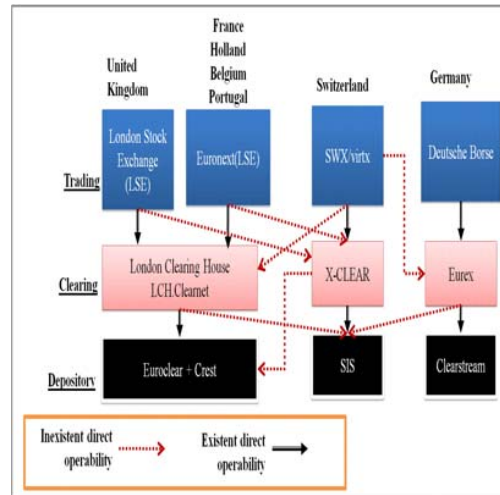 France
Holland
Belgium
Portugal
United
Kingdom
Switzerland
Germany
London Stock
Exchange
(LSE)
Euronext(LSE)
SWX/virtx
Deutsche Borse
Trading
London Clearing House
LCH.Clearnet
X-CLEAR
Eurex
Clearing
Euroclear + Crest
SIS
Clearstream
Depository
Inexistent direct
operability
Existent direct
operability